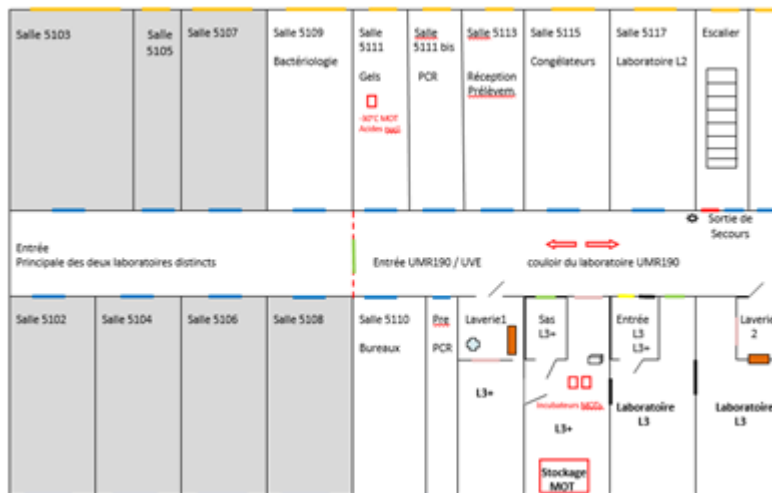 Salle 5103
Salle
5105
Salle 5107
Salle 5109
Bactériologie
Salle
5111
Gels
-80°C MOT
Salle
5111 bis
PCR
Salle 5113
Réception
Prélèvem.
Salle 5115
Congélateurs
Salle 5117
Laboratoire L2
Escalier
Sortie de
Secours
Entrée
Principale des deux laboratoires distincts
Entrée UMR190 / UVE
couloir du laboratoire UMR190
Salle 5102
Salle 5104
Salle 5106
Salle 5108
Salle 5110
Bureaux
Pre
PCR
Laverie1
L3+
Sas
L3+
Incubateurs MOTs
L3+
Stockage
MOT
Entrée
L3
L3+
Laboratoire
L3
Laverie
2
Laboratoire
L3